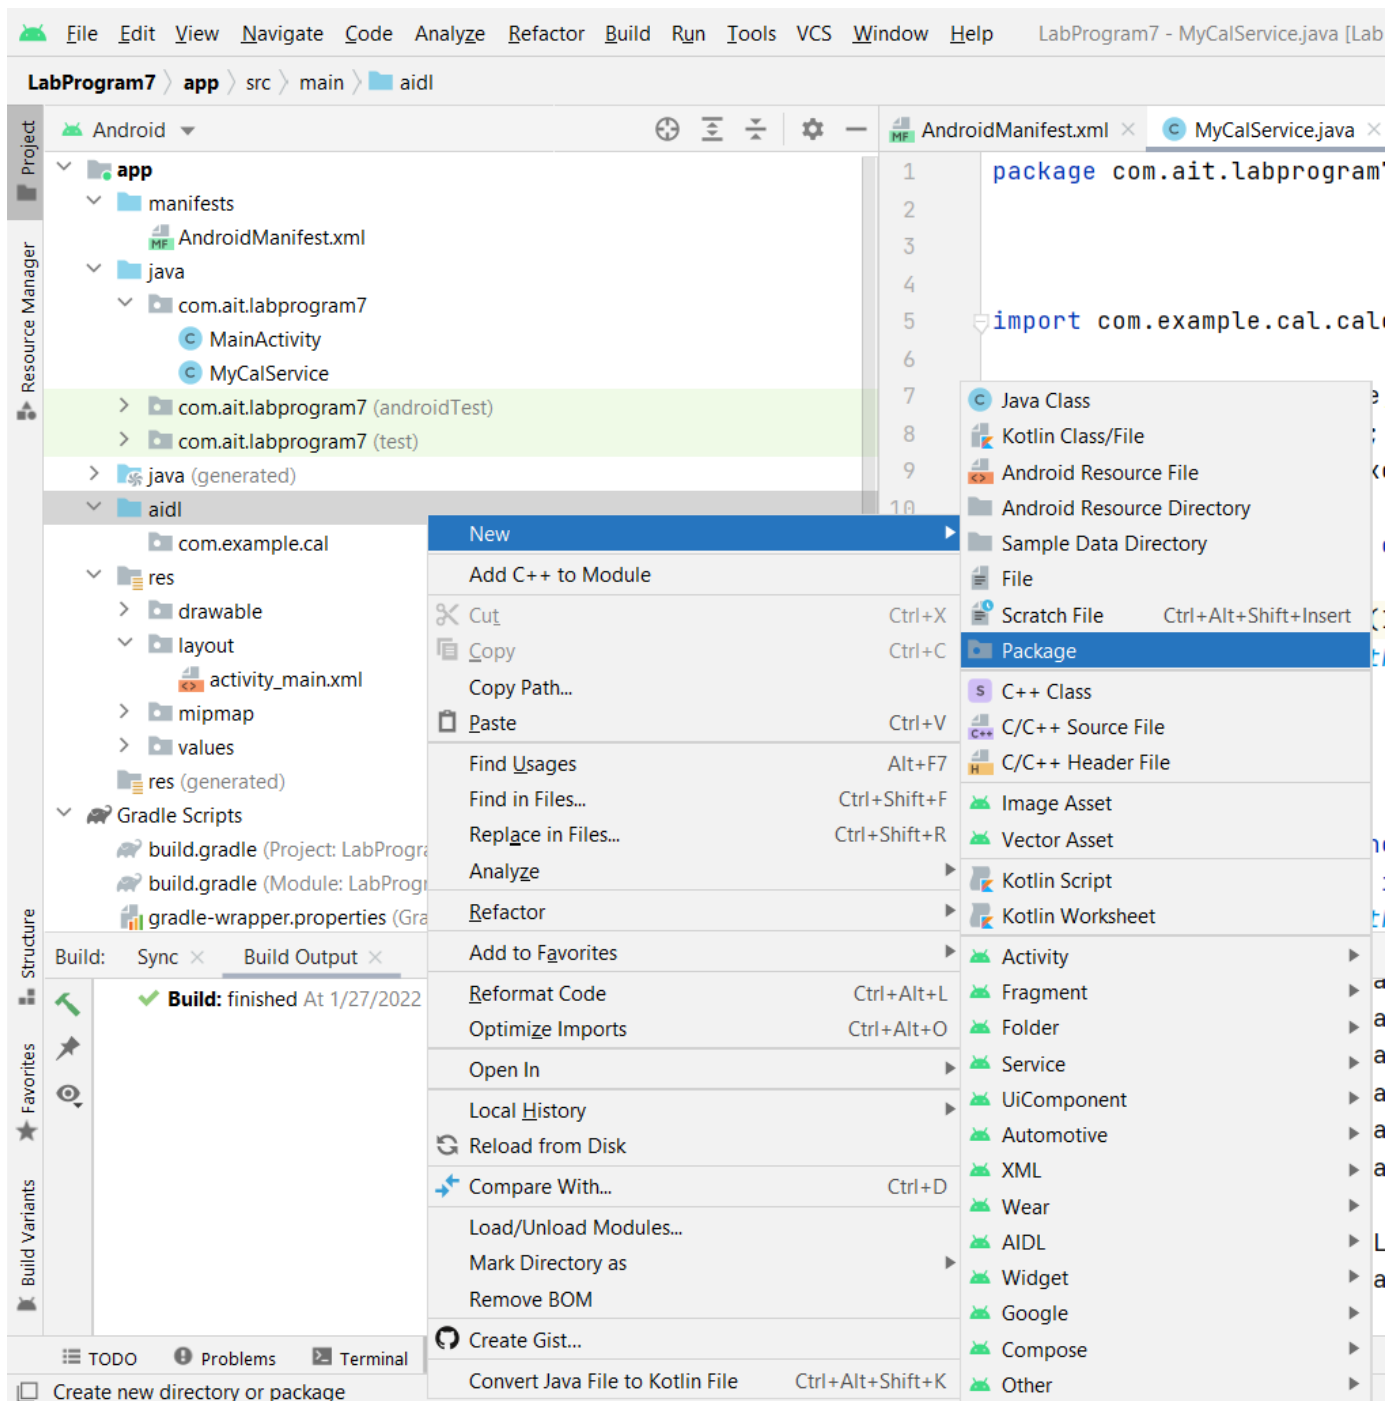 File Edit View Navigate Code Analyze Refactor Build Run Tools VCS Window Help LabProgram7 - MyCalService.java [Lab
LabProgram7 app src main aidl
Project
Resource Manager
Structure
Favorites
Build Variants
Android
AndroidManifest.xml MyCalService.java
app
manifests
MF AndroidManifest.xml
java
com.ait.labprogram7
C MainActivity
C MyCalService
com.ait.labprogram7 (androidTest)
com.ait.labprogram7 (test)
java (generated)
aidl
com.example.cal
res
drawable
layout
activity_main.xml
mipmap
values
res (generated)
Gradle Scripts
build.gradle (Project: LabProgra
build.gradle (Module: LabProgr
gradle-wrapper.properties (Gra
1 package com.ait.labprogram7
2
3
4
5 import com.example.cal.calc
6
7
8
9
10
New
Add C++ to Module
Cut Ctrl+X
Copy Ctrl+C
Copy Path...
Paste Ctrl+V
Find Usages Alt+F7
Find in Files... Ctrl+Shift+F
Replace in Files... Ctrl+Shift+R
Analyze
Refactor
Add to Favorites
Reformat Code Ctrl+Alt+L
Optimize Imports Ctrl+Alt+O
Open In
Local History
Reload from Disk
Compare With... Ctrl+D
Load/Unload Modules...
Mark Directory as
Remove BOM
Create Gist...
Convert Java File to Kotlin File Ctrl+Alt+Shift+K
C Java Class
Kotlin Class/File
Android Resource File
Android Resource Directory
Sample Data Directory
File
Scratch File Ctrl+Alt+Shift+Insert
Package
S C++ Class
C++ C/C++ Source File
H C/C++ Header File
Image Asset
Vector Asset
Kotlin Script
Kotlin Worksheet
Activity
Fragment
Folder
Service
UiComponent
Automotive
XML
Wear
AIDL
Widget
Google
Compose
Other
Build: Sync Build Output
Build: finished At 1/27/2022
TODO Problems Terminal
Create new directory or package